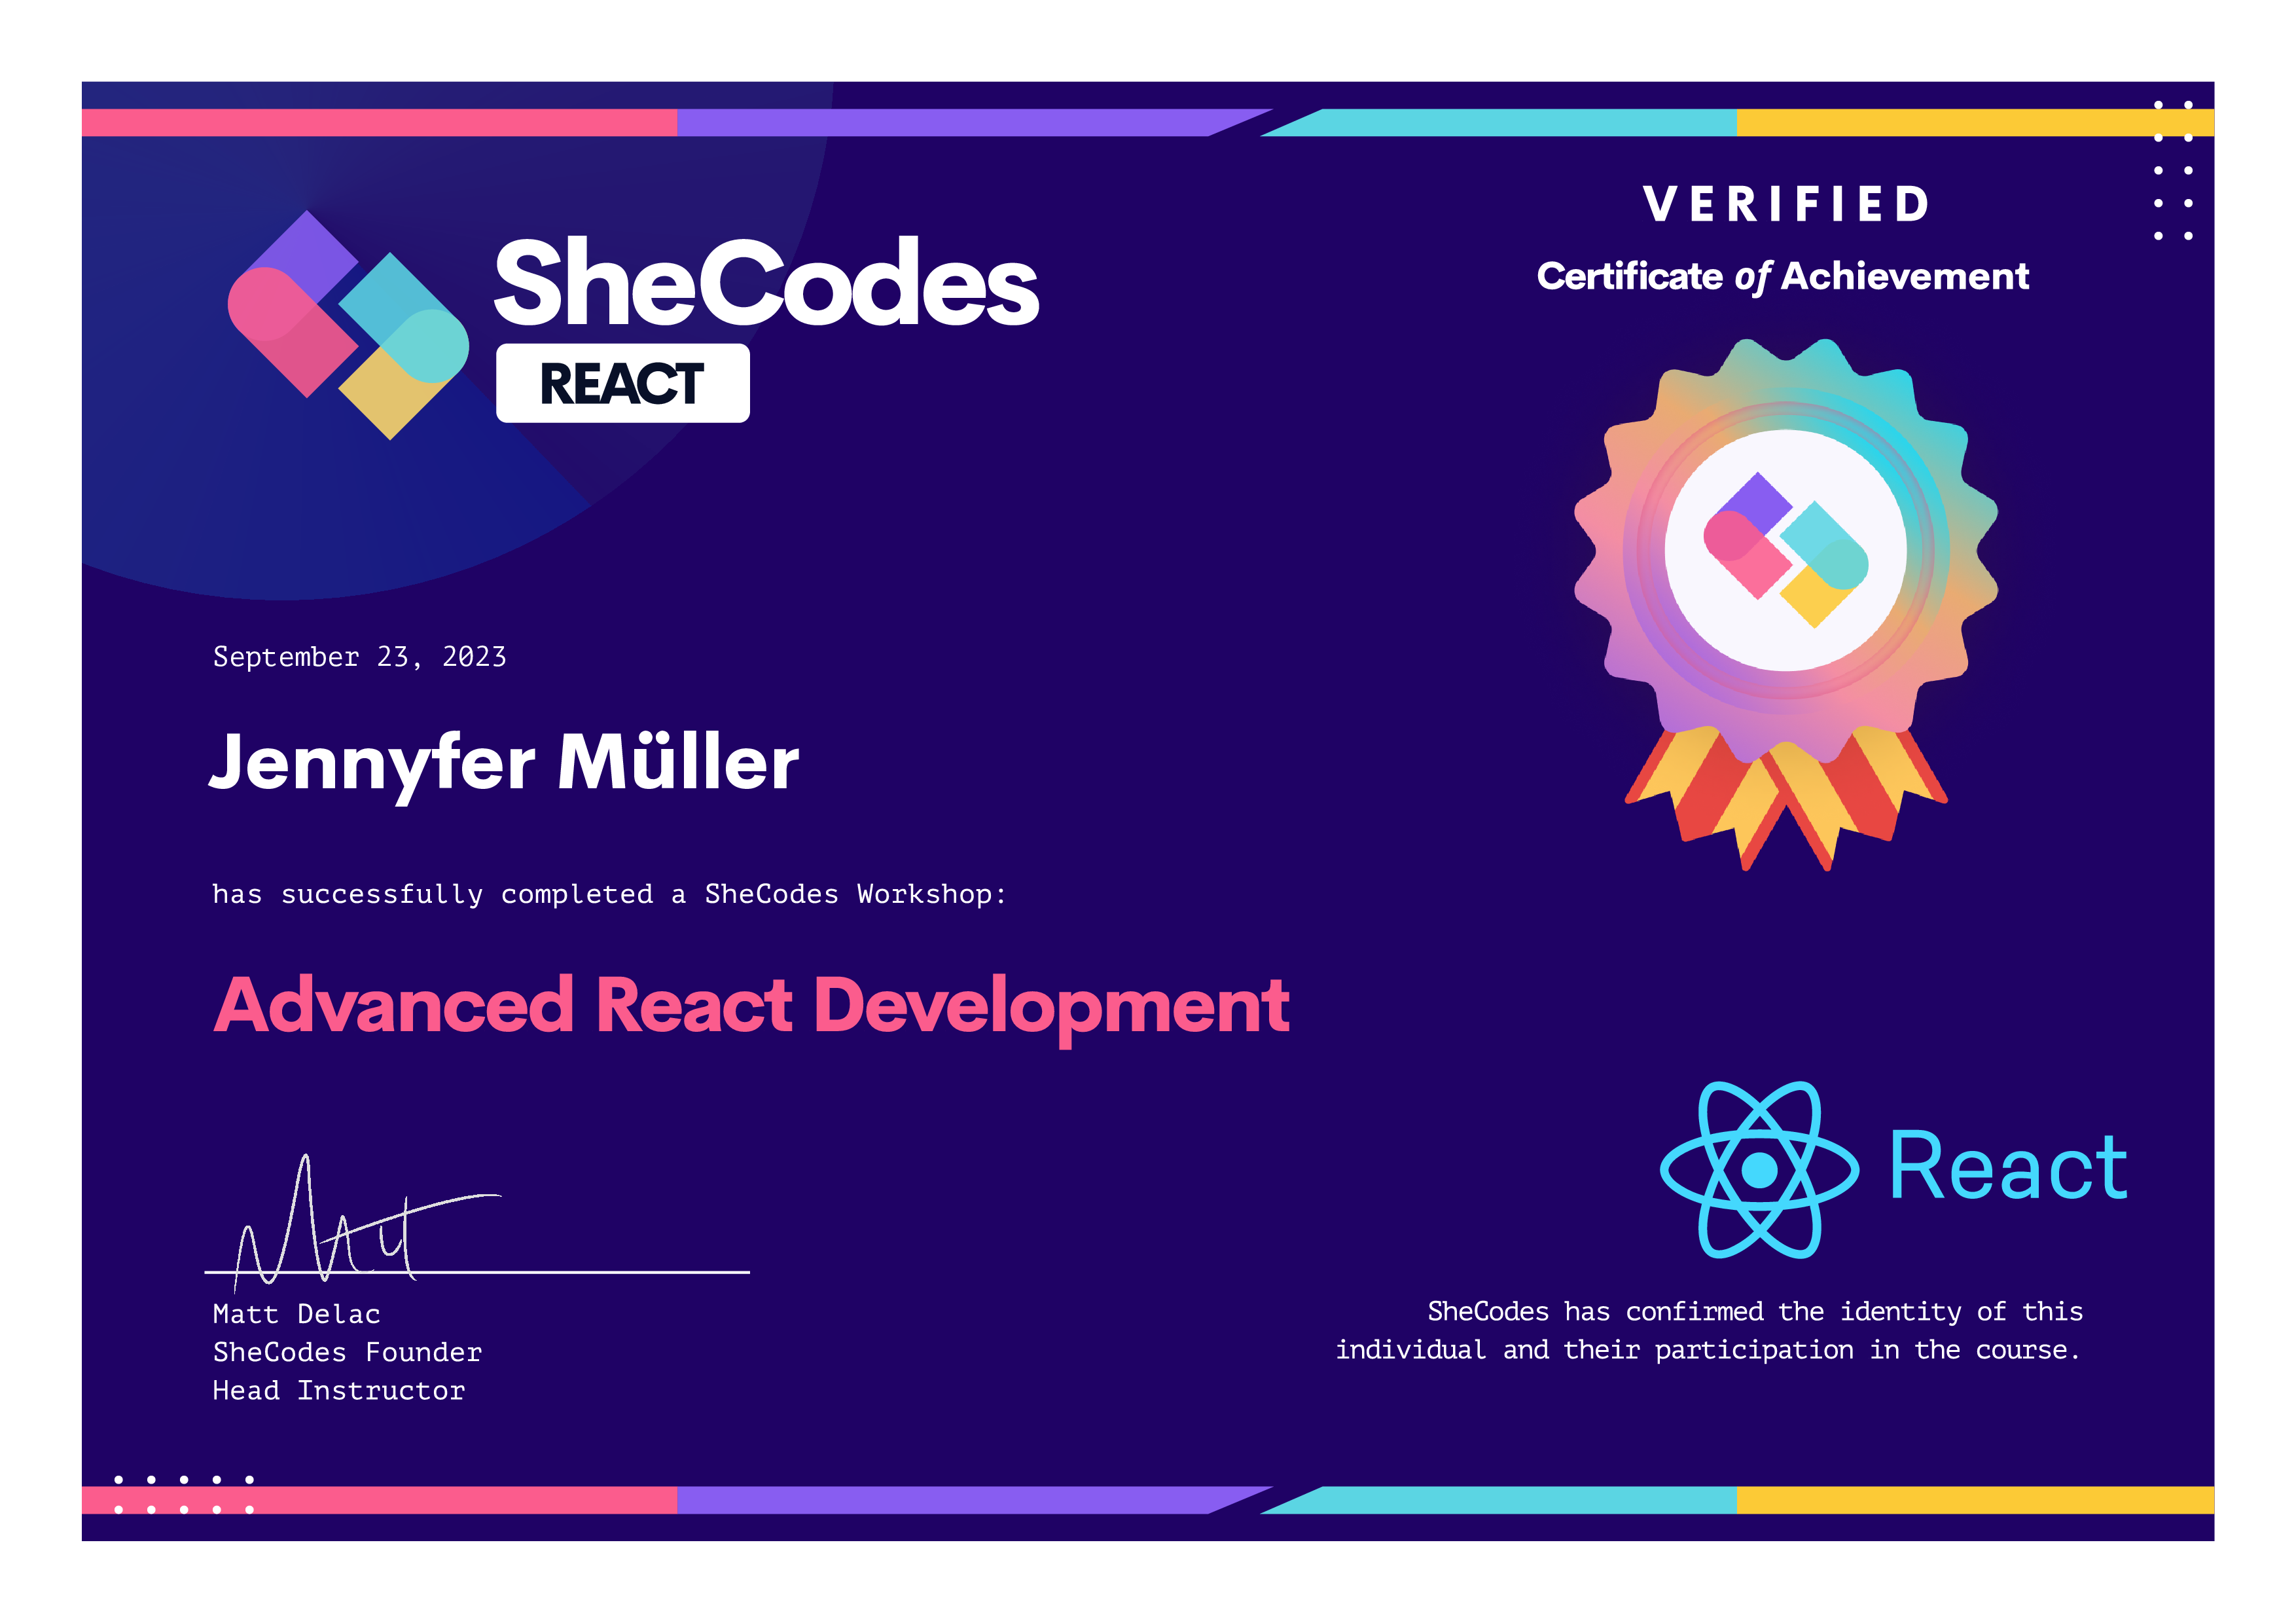 SheCodes
REACT
VERIFIED
Certificate of Achievement
September 23, 2023
Jennyfer Müller
has successfully completed a SheCodes Workshop:
Advanced React Development
Matt
Matt Delac
SheCodes Founder
Head Instructor
React
SheCodes has confirmed the identity of this
individual and their participation in the course.